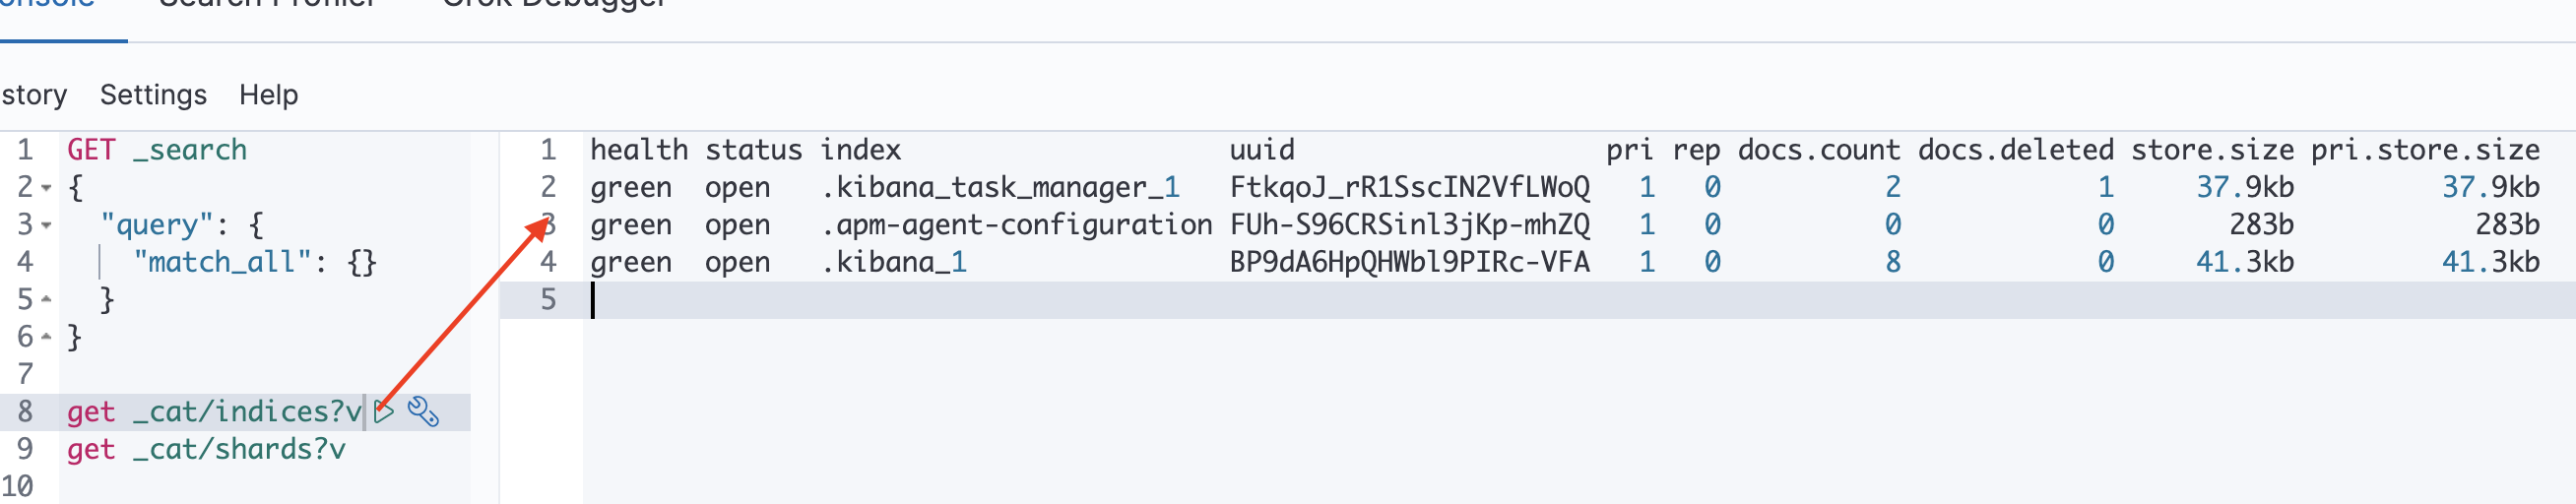 Search Profiler Grok Debugger
story Settings Help
1 GET _search
2 {
3 "query": {
4 "match_all": {}
5 }
6 }
7
8 get _cat/indices?v
9 get _cat/shards?v
10
1 health status index uuid pri rep docs.count docs.deleted store.size pri.store.size
2 green open .kibana_task_manager_1 FtkqoJ_rR1SscIN2VfLWoQ 1 0 2 1 37.9kb 37.9kb
3 green open .apm-agent-configuration FUh-S96CRSinl3jKp-mhZQ 1 0 0 0 283b 283b
4 green open .kibana_1 BP9dA6HpQHWbl9PIRc-VFA 1 0 8 0 41.3kb 41.3kb
5